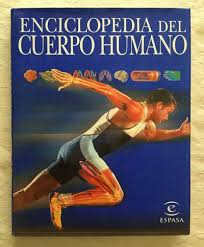 ENCICLOPEDIA DEL
CUERPO HUMANO
e
ESPASA